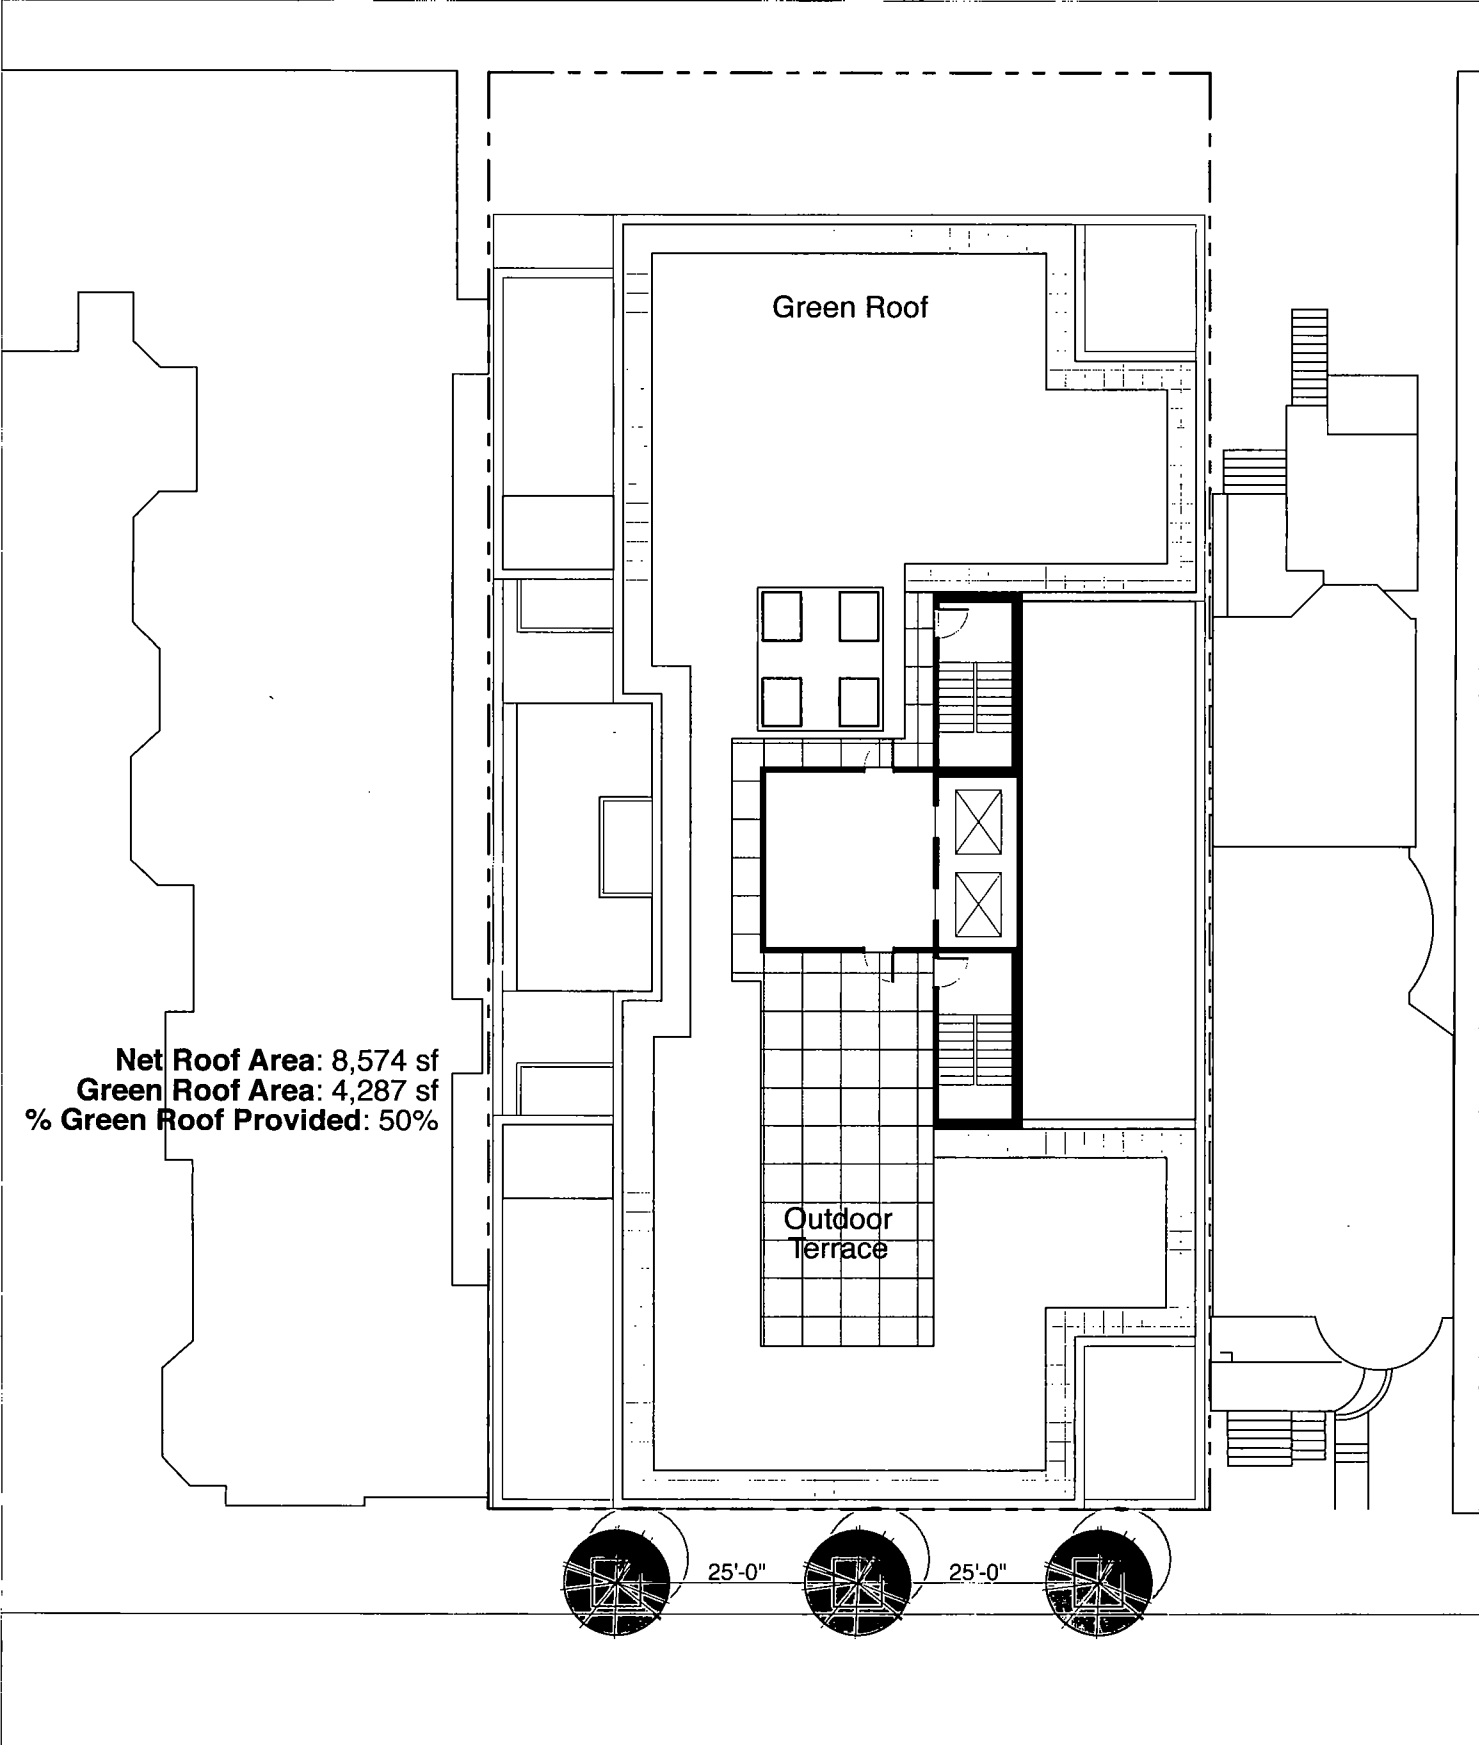 Green Roof
Net Roof Area: 8,574 sf
Green Roof Area: 4,287 sf
% Green Roof Provided: 50%
Outdoor
Terrace
25'-0"
25'-0"